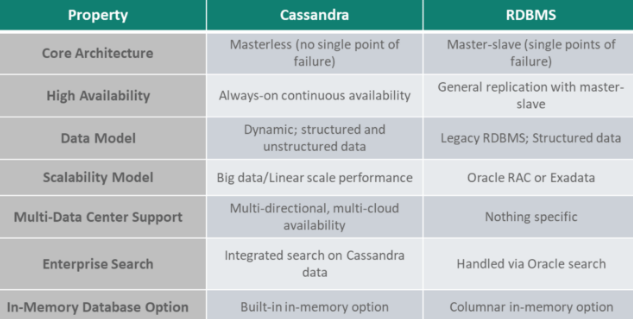 Property Cassandra RDBMS
Core Architecture Masterless (no single point of failure) Master-slave (single points of failure)
High Availability Always-on continuous availability General replication with master-slave
Data Model Dynamic; structured and unstructured data Legacy RDBMS; Structured data
Scalability Model Big data/Linear scale performance Oracle RAC or Exadata
Multi-Data Center Support Multi-directional, multi-cloud availability Nothing specific
Enterprise Search Integrated search on Cassandra data Handled via Oracle search
In-Memory Database Option Built-in in-memory option Columnar in-memory option